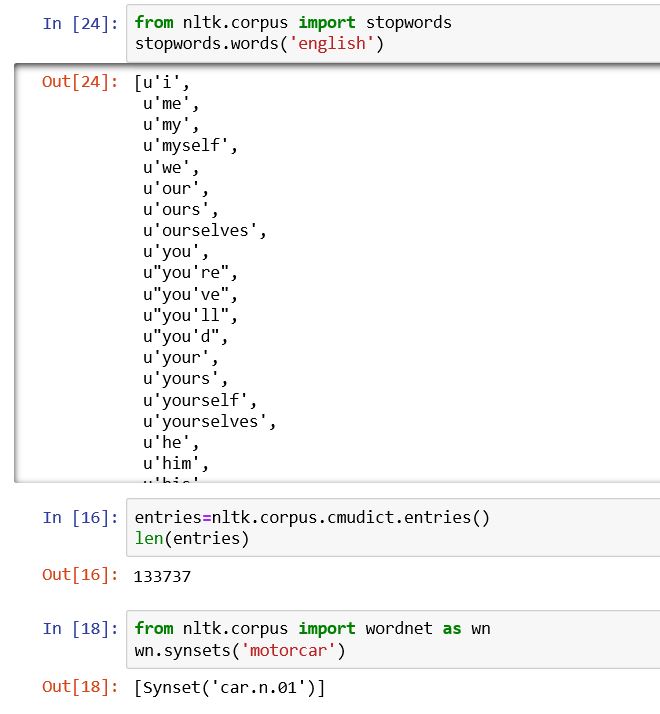 In [24]: from nltk.corpus import stopwords
stopwords.words('english')
Out[24]: [u'i',
u'me',
u'my',
u'myself',
u'we',
u'our',
u'ours',
u'ourselves',
u'you',
u"you're",
u"you've",
u"you'll",
u"you'd",
u'your',
u'yours',
u'yourself',
u'yourselves',
u'he',
u'him',
In [16]: entries=nltk.corpus.cmudict.entries()
len(entries)
Out[16]: 133737
In [18]: from nltk.corpus import wordnet as wn
wn.synsets('motorcar')
Out[18]: [Synset('car.n.01')]